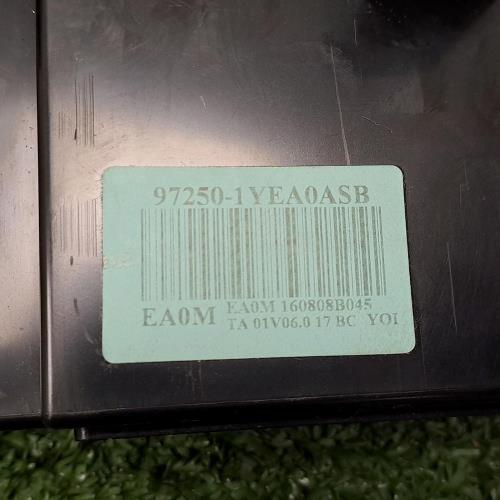 97250-1YEA0ASB
EA0M EA0M 160808B045
TA 01V06.0 17 BC YOI